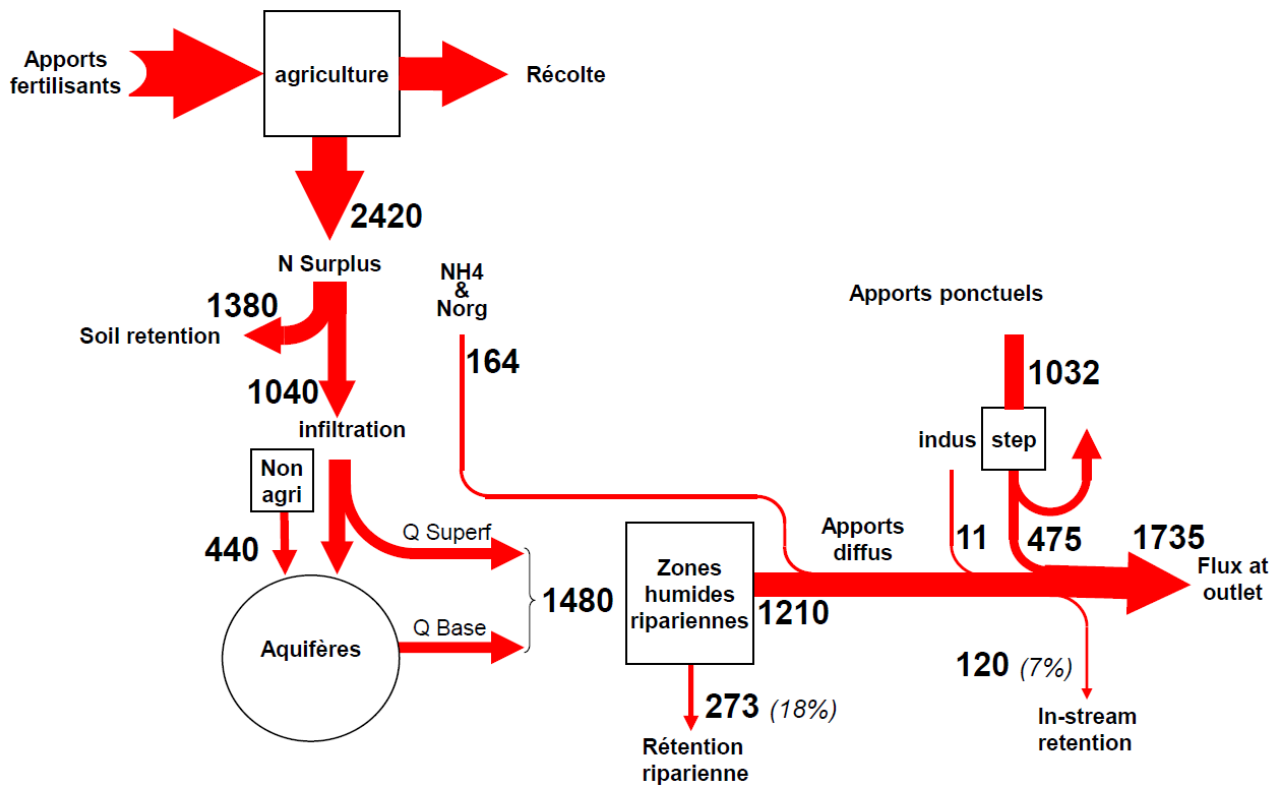 Apports
fertilisants
agriculture
Récolte
2420
N Surplus
1380
Soil retention
1040
infiltration
Non
agri
440
Aquifères
Q Superf
Q Base
1480
NH4
&
Norg
164
Zones
humides
ripariennes
1210
273 (18%)
Rétention
riparienne
Apports
diffus
Apports ponctuels
1032
indus
step
11
475
1735
Flux at
outlet
120 (7%)
In-stream
retention